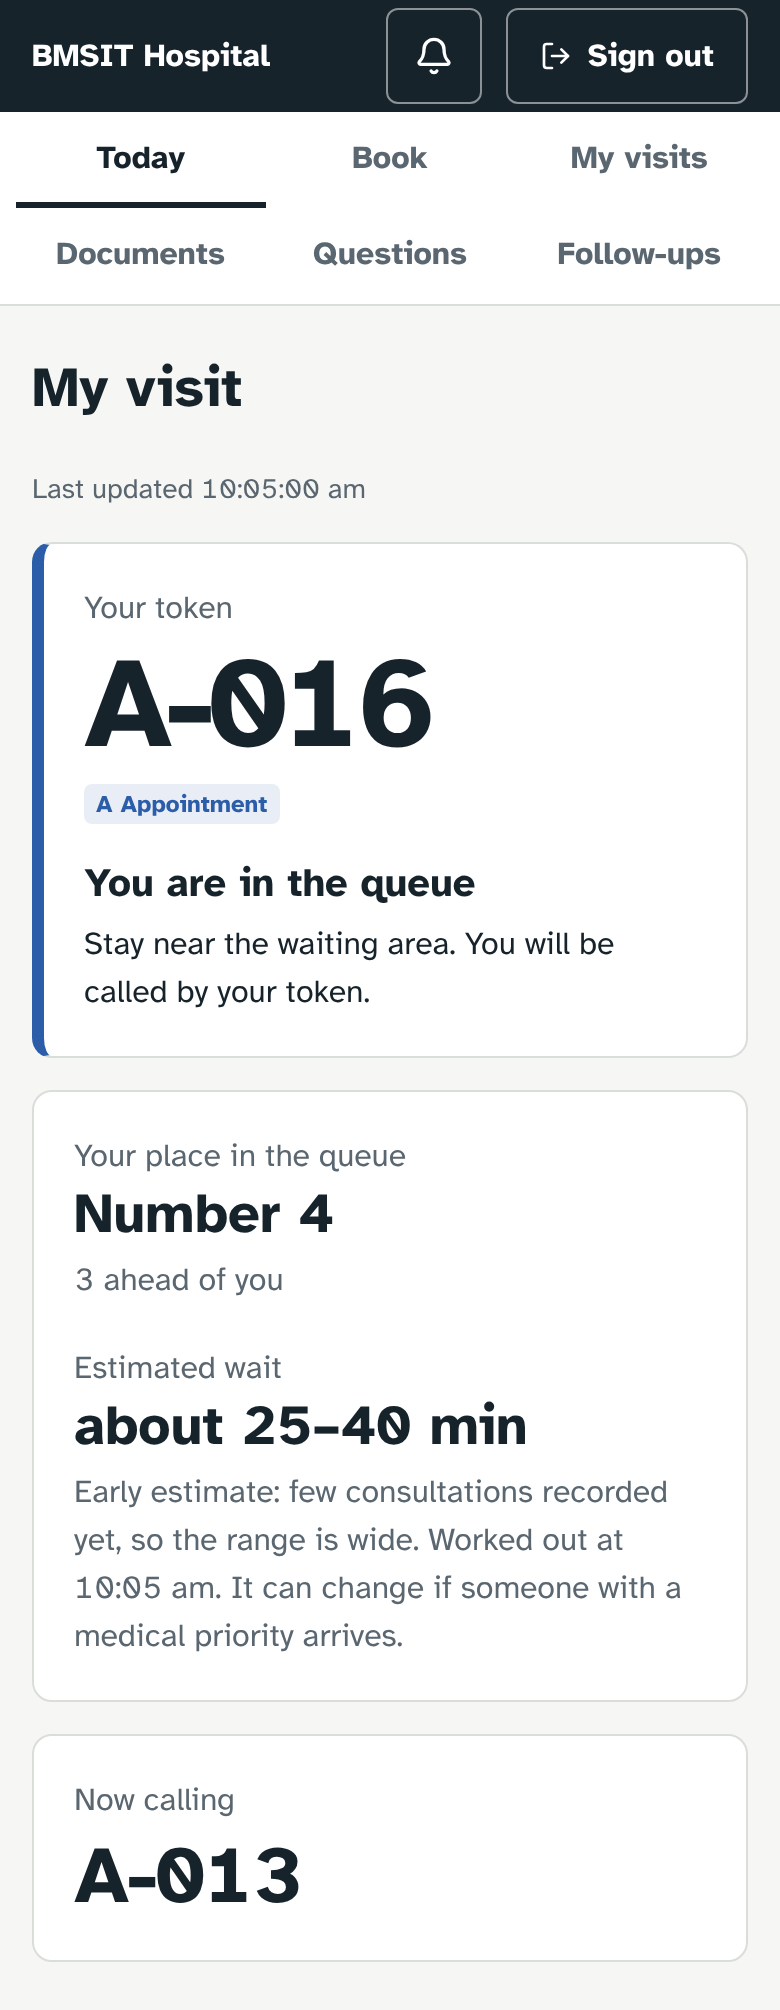 BMSIT Hospital
Sign out
Today
Book
My visits
Documents
Questions
Follow-ups
My visit
Last updated 10:05:00 am
Your token
A-016
A Appointment
You are in the queue
Stay near the waiting area. You will be
called by your token.
Your place in the queue
Number 4
3 ahead of you
Estimated wait
about 25–40 min
Early estimate: few consultations recorded
yet, so the range is wide. Worked out at
10:05 am. It can change if someone with a
medical priority arrives.
Now calling
A-013